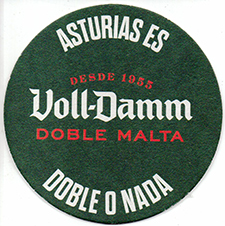 ASTURIAS ES
DESDE 1955
Voll-Damm
DOBLE MALTA
DOBLE O NADA